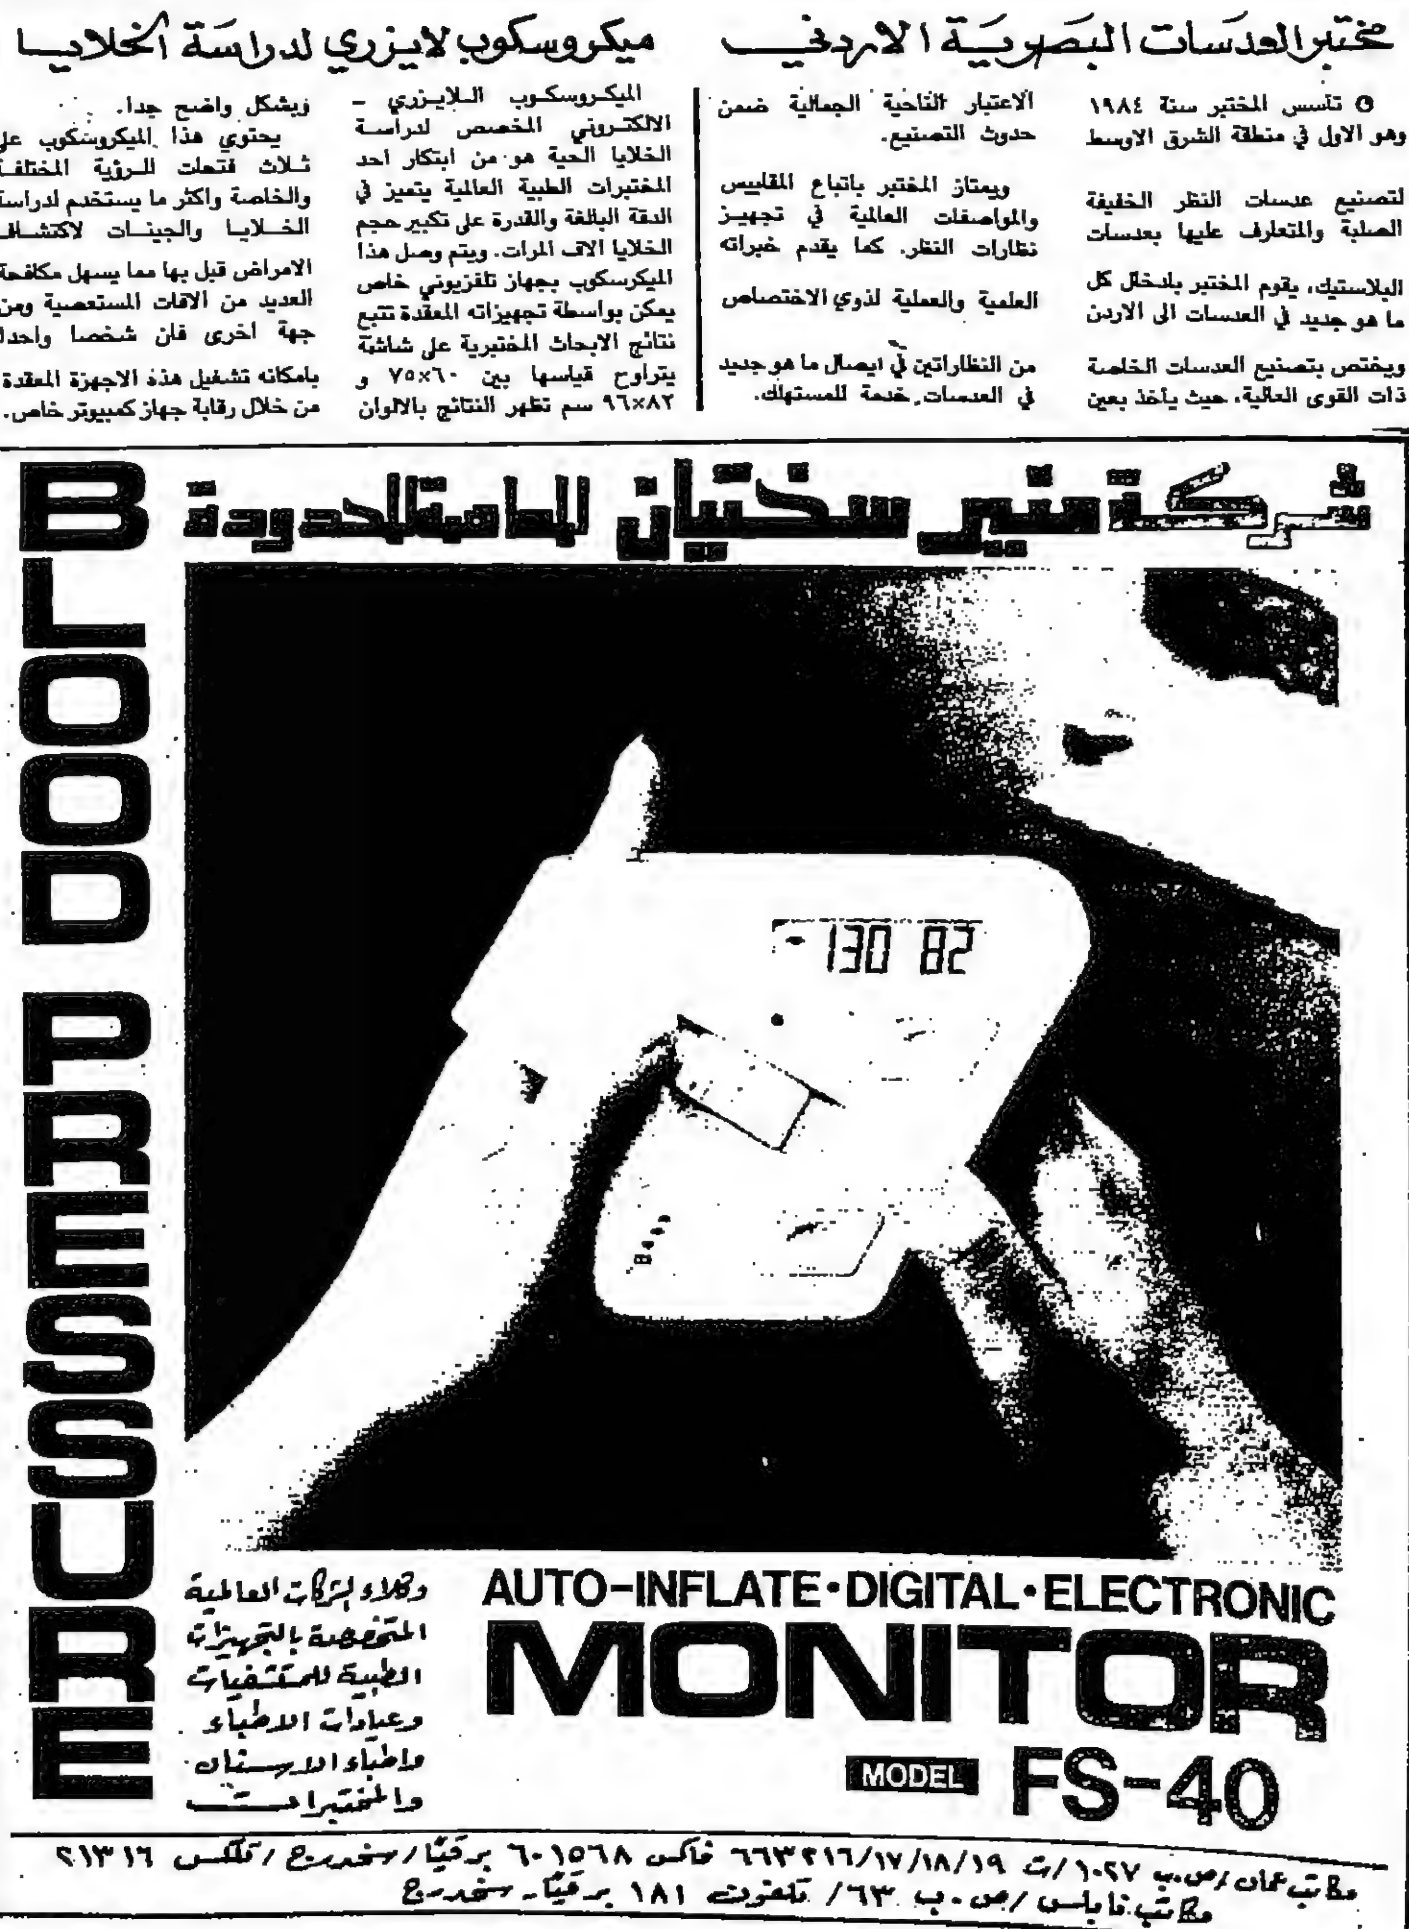 مختبر العدسات البصرية الاردني
تأسس المختبر سنة ١٩٨٤
وهو الاول في منطقة الشرق الاوسط
لتصنيع عدسات النظر الخفيفة
الصلبة والمتعارف عليها بعدسات
البلاستيك، يقوم المختبر بادخال كل
ما هو جديد في العدسات الى الاردن
ويختص بتصنيع العدسات الخاصة
ذات القوى العالية، حيث يأخذ بعين
الاعتبار الناحية الجمالية ضمن
حدوث التصنيع.
ويمتاز المختبر باتباع المقاييس
والمواصفات العالمية في تجهيز
نظارات النظر. كما يقدم خبراته
العلمية والعملية لذوي الاختصاص
من النظاراتين في ايصال ما هو جديد
في العدسات خدمة للمستهلك.
ميكروسكوب لايزري لدراسة الخلايا
الميكروسكوب اللايزري -
الالكتروني المخصص لدراسة
الخلايا الحية هو من ابتكار احد
المختبرات الطبية العالمية يتميز في
الدقة البالغة والقدرة على تكبير حجم
الخلايا الاف المرات. ويتم وصل هذا
الميكرسكوب بجهاز تلفزيوني خاص
يمكن بواسطة تجهيزاته المعقدة تتبع
نتائج الابحاث المختبرية على شاشة
يتراوح قياسها بين ٦٠×٧٥ و
٨٢×٩٦ سم تظهر النتائج بالالوان
وبشكل واضح جدا.
يحتوي هذا الميكروسكوب على
ثلاث فتحات للرؤية المختلفة
والخاصة واكثر ما يستخدم لدراسة
الخلايا والجينات لاكتشاف
الامراض قبل بها مما يسهل مكافحة
العديد من الافات المستعصية ومن
جهة اخرى فان شخصا واحدا
بامكانه تشغيل هذه الاجهزة المعقدة
من خلال رقابة جهاز كمبيوتر خاص.
شركة منير سختيان المساهمة المحدودة
BLOOD PRESSURE
130 82
AUTO-INFLATE·DIGITAL·ELECTRONIC
MONITOR
MODEL FS-40
وكلاء لشركات العالمية
المتخصصة بالتجهيزات
الطبية للمستشفيات
وعيادات الاطباء
واطباء الاسنان
والمختبرات
مكاتب عمان / ص.ب ١٠٢٧ / ت ٦٦٣٢١٦/١٧/١٨/١٩ فاكس ٦٠١٥٦٨ برقيًا / سختدرج / تلكس ٢١٣١٦
مكاتب نابلس / ص.ب ٦٣ / تلفون ١٨١ برقيًا - سختدرج